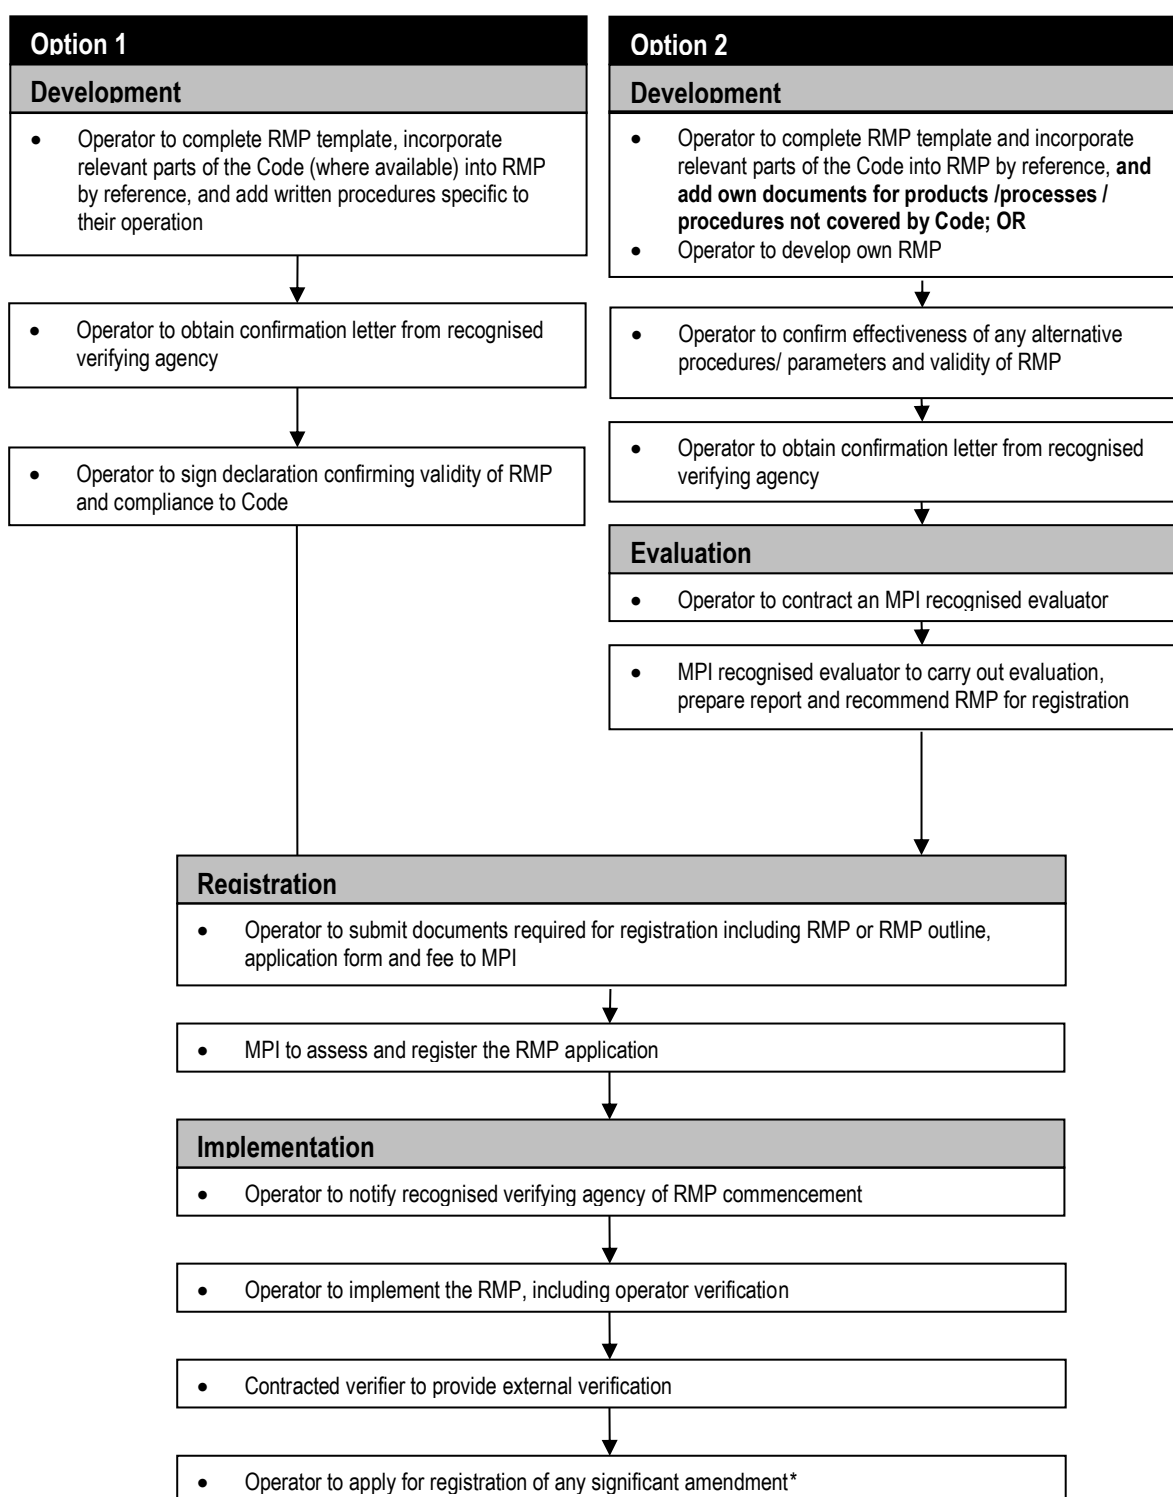 Option 1
Development
• Operator to complete RMP template, incorporate
relevant parts of the Code (where available) into RMP
by reference, and add written procedures specific to
their operation
• Operator to obtain confirmation letter from recognised
verifying agency
• Operator to sign declaration confirming validity of RMP
and compliance to Code
Option 2
Development
• Operator to complete RMP template and incorporate
relevant parts of the Code into RMP by reference, and
add own documents for products /processes /
procedures not covered by Code; OR
• Operator to develop own RMP
• Operator to confirm effectiveness of any alternative
procedures/ parameters and validity of RMP
• Operator to obtain confirmation letter from recognised
verifying agency
Evaluation
• Operator to contract an MPI recognised evaluator
• MPI recognised evaluator to carry out evaluation,
prepare report and recommend RMP for registration
Registration
• Operator to submit documents required for registration including RMP or RMP outline,
application form and fee to MPI
• MPI to assess and register the RMP application
Implementation
• Operator to notify recognised verifying agency of RMP commencement
• Operator to implement the RMP, including operator verification
• Contracted verifier to provide external verification
• Operator to apply for registration of any significant amendment*